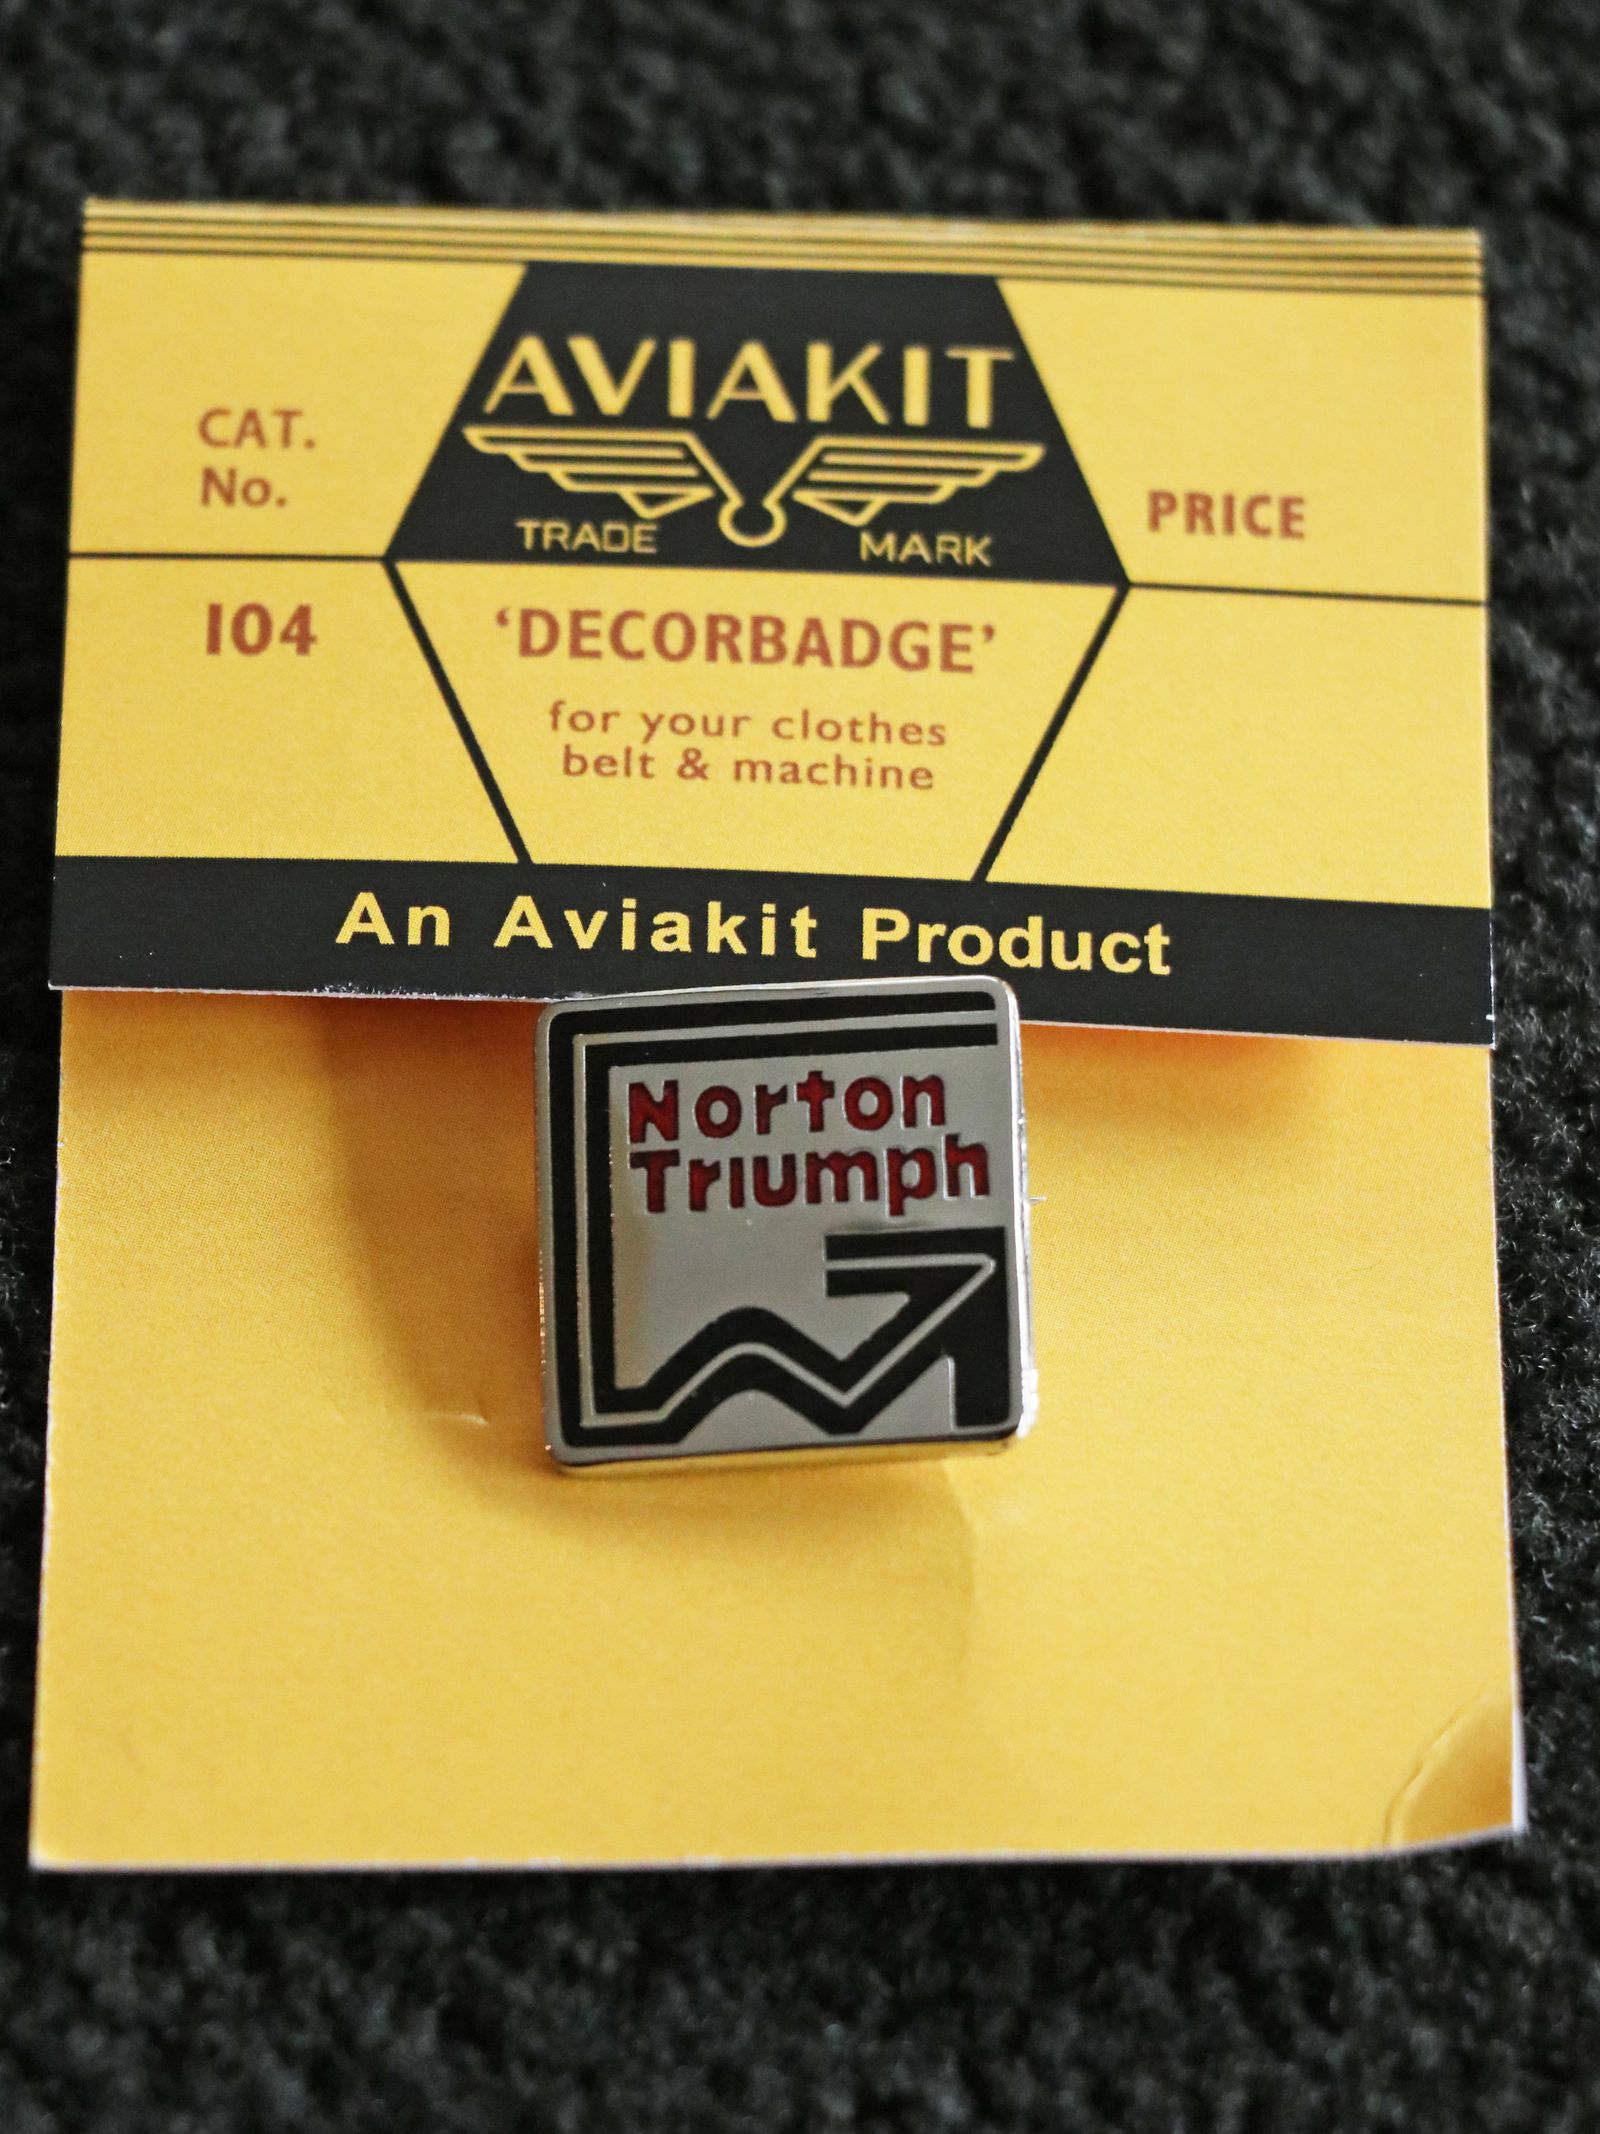 AVIAKIT
TRADE MARK
CAT.
No.
PRICE
104
‘DECORBADGE’
for your clothes
belt & machine
An Aviakit Product
Norton
Triumph